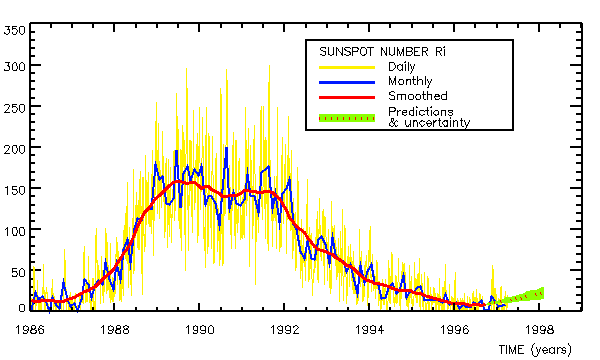 350
300
250
200
150
100
50
0
SUNSPOT NUMBER Ri
Daily
Monthly
Smoothed
Predictions
& uncertainty
1986 1988 1990 1992 1994 1996 1998
TIME (years)